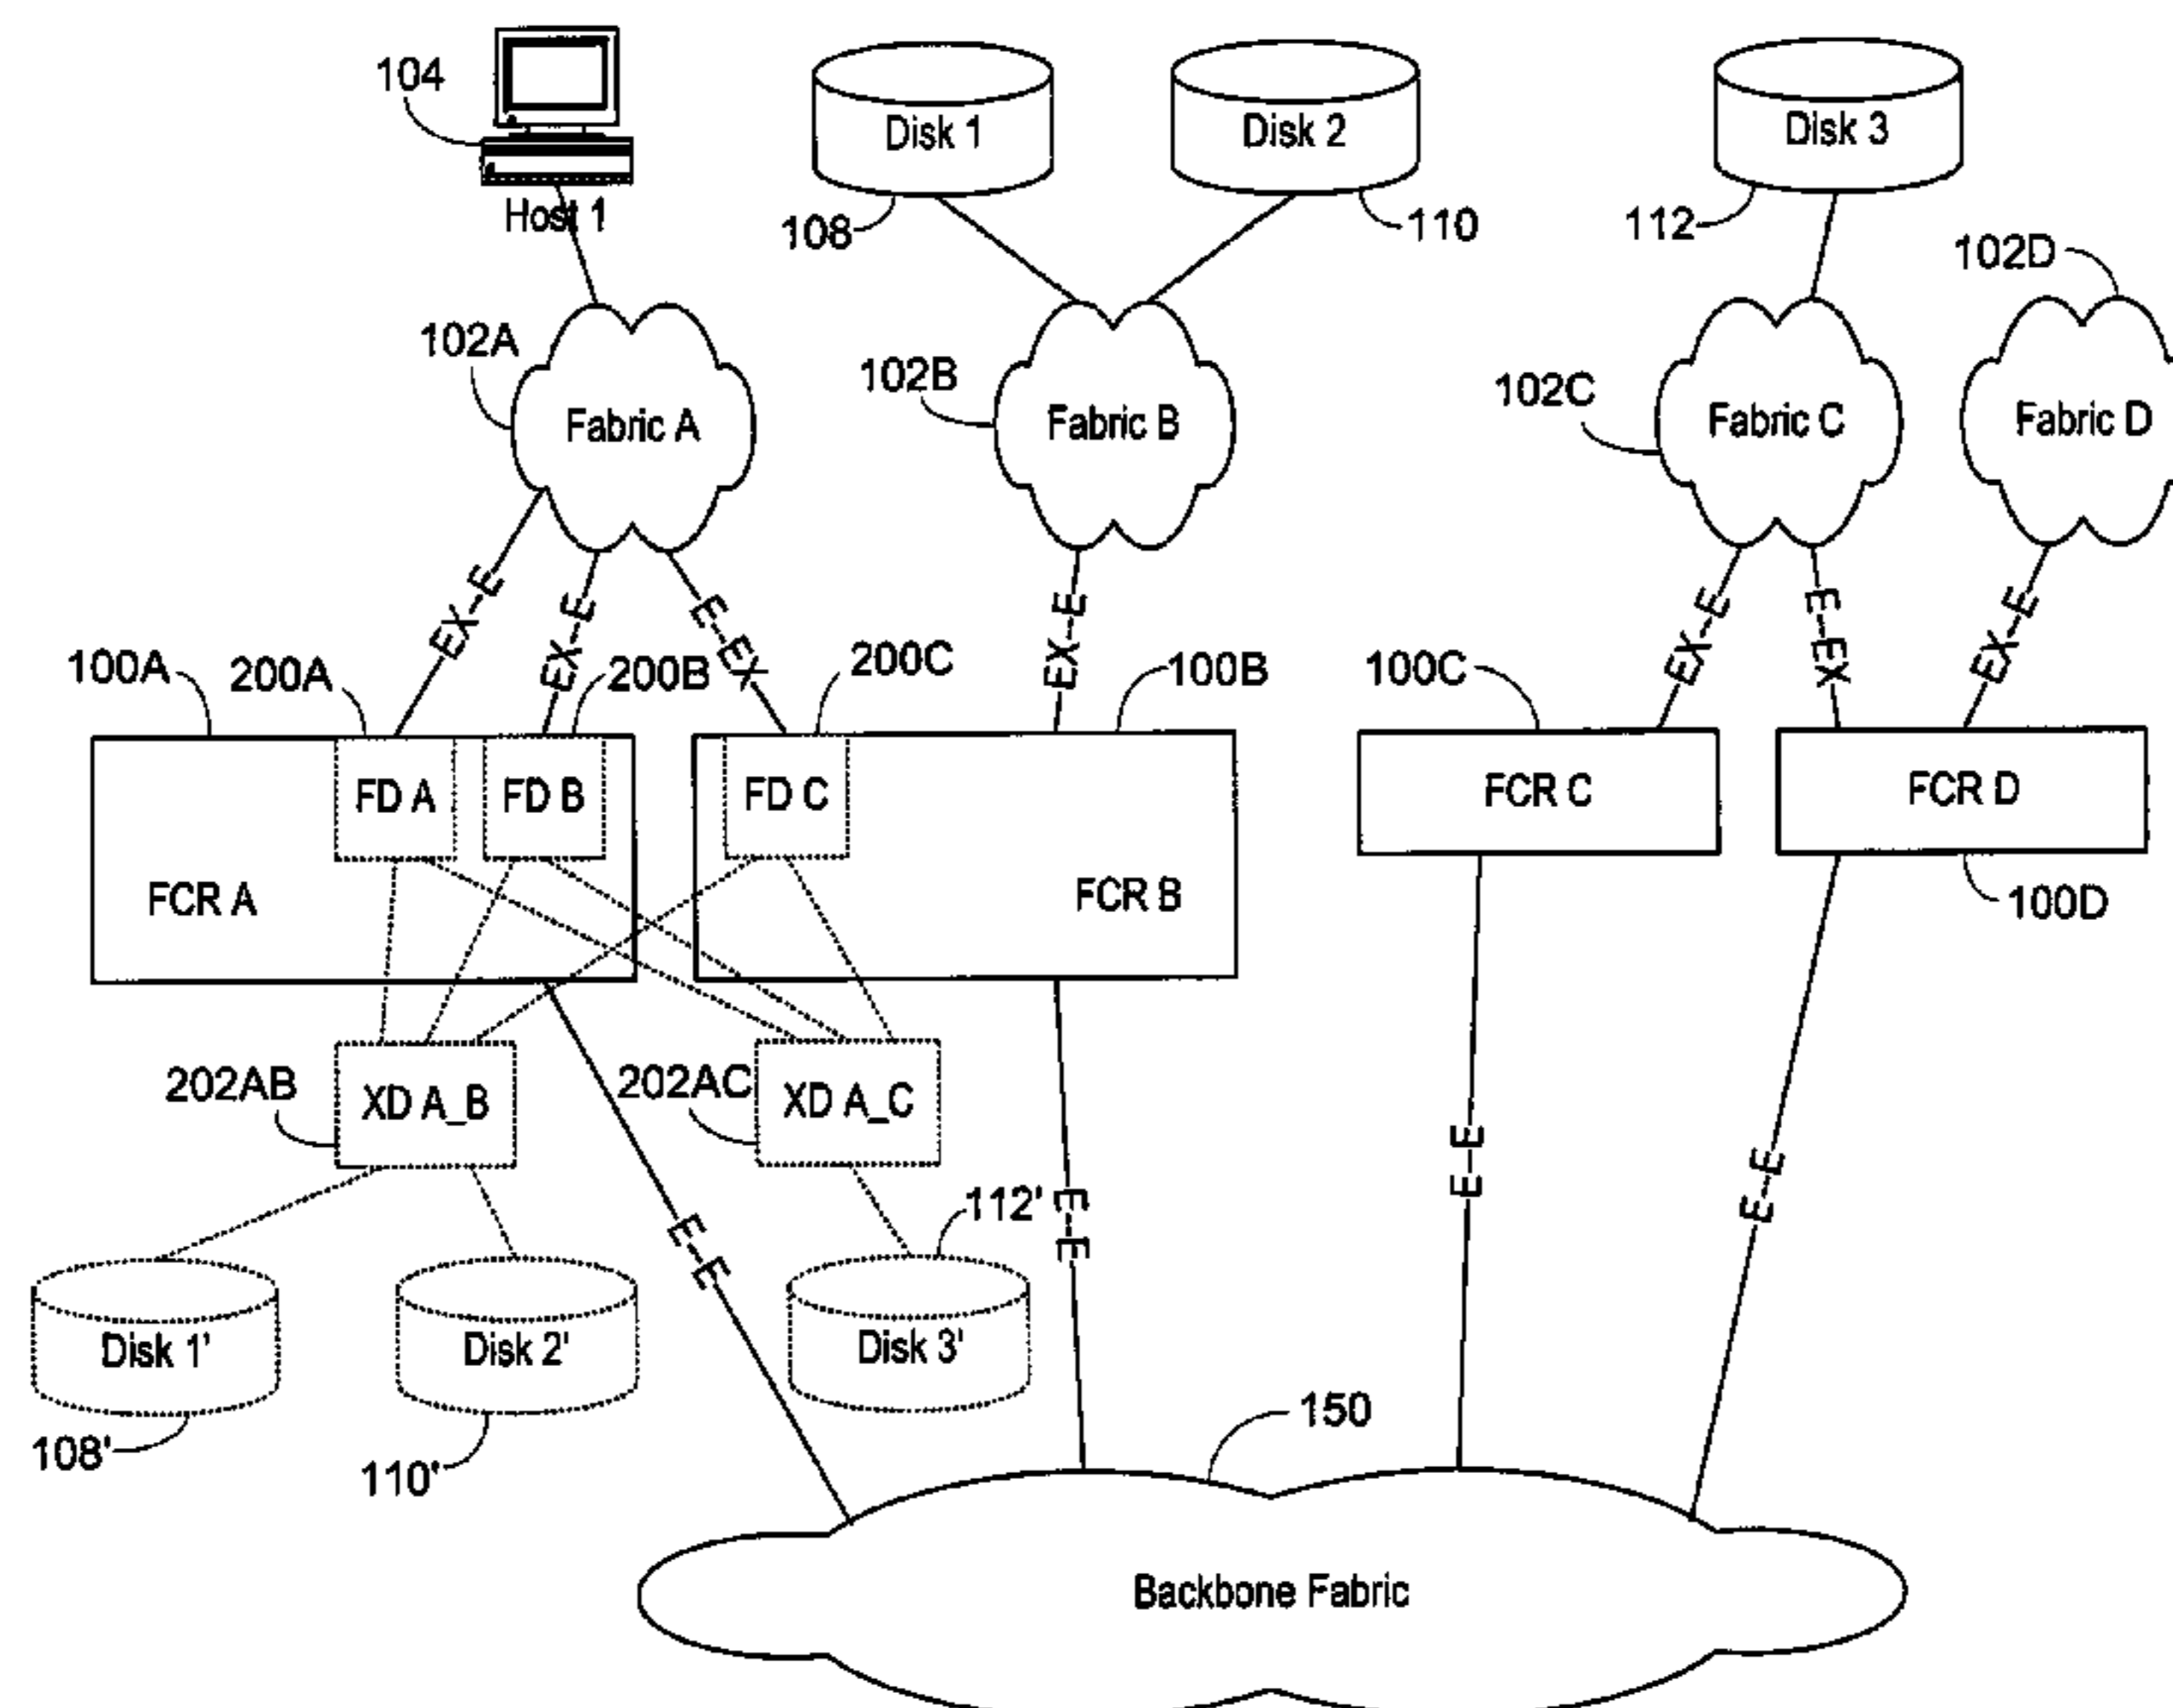 104
Host 1
Disk 1
108
Disk 2
110
Disk 3
112
102D
102A
Fabric A
102B
Fabric B
102C
Fabric C
Fabric D
EX-E
EX-E
E-EX
EX-E
EX-E
E-EX
EX-E
100A
200A
200B
200C
100B
100C
FD A
FD B
FD C
FCR A
FCR B
FCR C
FCR D
100D
202AB
XD A_B
202AC
XD A_C
E-E
E-E
E-E
E-E
112'
Disk 1'
Disk 2'
Disk 3'
108'
110'
150
Backbone Fabric